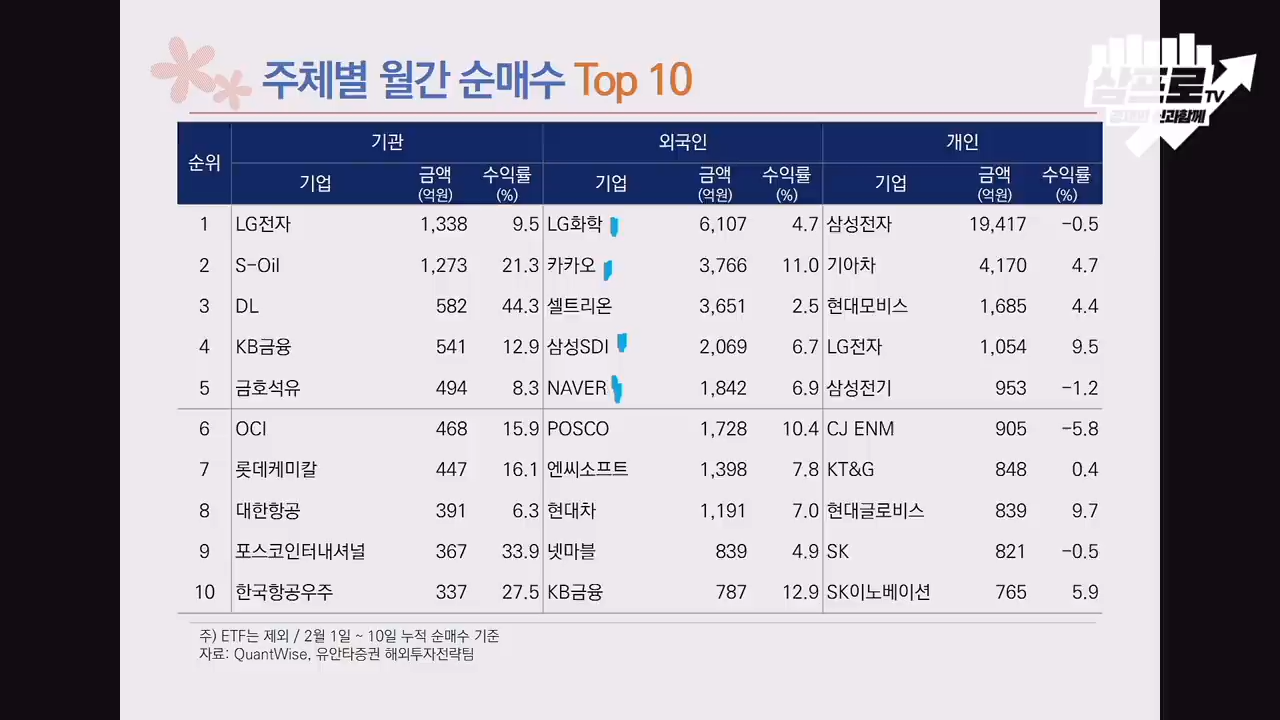 주체별 월간 순매수 Top 10
삼프로TV
순위 기관 외국인 개인
기업 금액(억원) 수익률(%) 기업 금액(억원) 수익률(%) 기업 금액(억원) 수익률(%)
1 LG전자 1,338 9.5 LG화학 6,107 4.7 삼성전자 19,417 -0.5
2 S-Oil 1,273 21.3 카카오 3,766 11.0 기아차 4,170 4.7
3 DL 582 44.3 셀트리온 3,651 2.5 현대모비스 1,685 4.4
4 KB금융 541 12.9 삼성SDI 2,069 6.7 LG전자 1,054 9.5
5 금호석유 494 8.3 NAVER 1,842 6.9 삼성전기 953 -1.2
6 OCI 468 15.9 POSCO 1,728 10.4 CJ ENM 905 -5.8
7 롯데케미칼 447 16.1 엔씨소프트 1,398 7.8 KT&G 848 0.4
8 대한항공 391 6.3 현대차 1,191 7.0 현대글로비스 839 9.7
9 포스코인터내셔널 367 33.9 넷마블 839 4.9 SK 821 -0.5
10 한국항공우주 337 27.5 KB금융 787 12.9 SK이노베이션 765 5.9
주) ETF는 제외 / 2월 1일 ~ 10일 누적 순매수 기준
자료: QuantWise, 유안타증권 해외투자전략팀